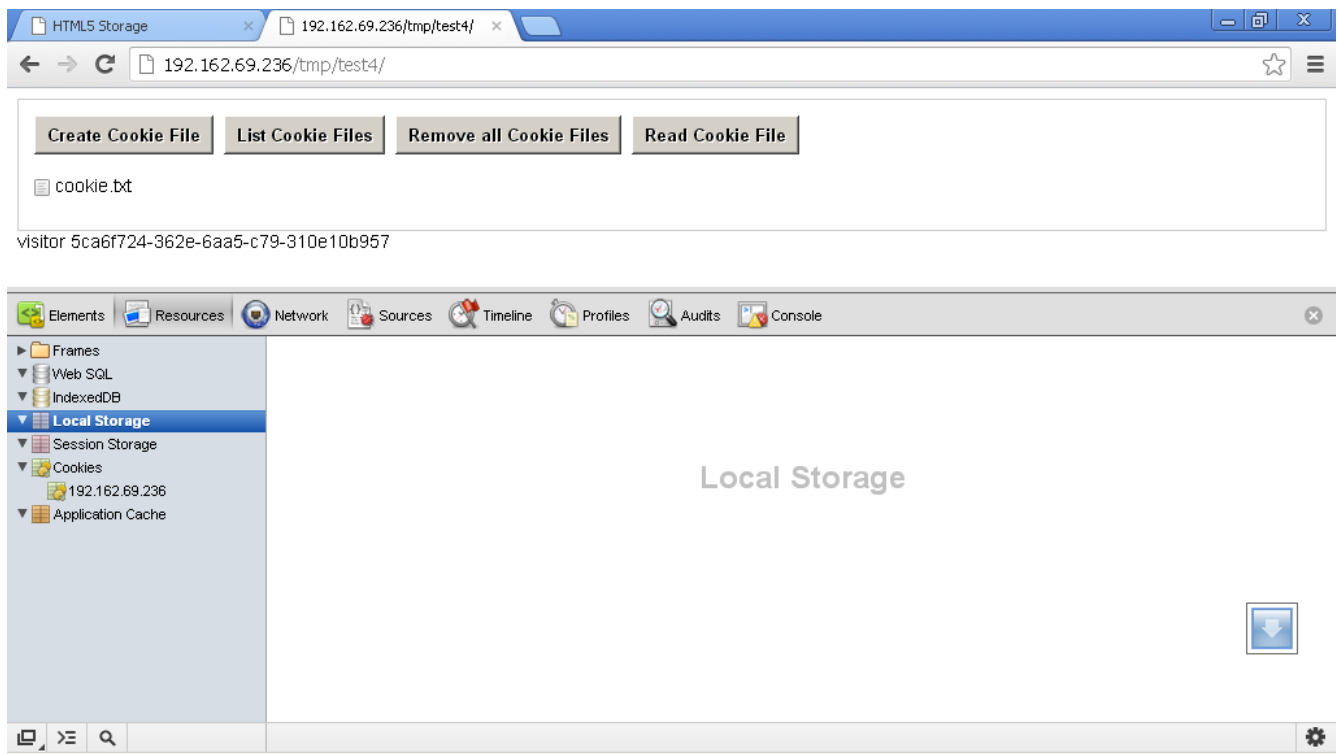 HTML5 Storage 192.162.69.236/tmp/test4/
192.162.69.236/tmp/test4/
Create Cookie File List Cookie Files Remove all Cookie Files Read Cookie File
cookie.txt
visitor 5ca6f724-362e-6aa5-c79-310e10b957
Elements Resources Network Sources Timeline Profiles Audits Console
Frames
Web SQL
IndexedDB
Local Storage
Session Storage
Cookies
192.162.69.236
Application Cache
Local Storage